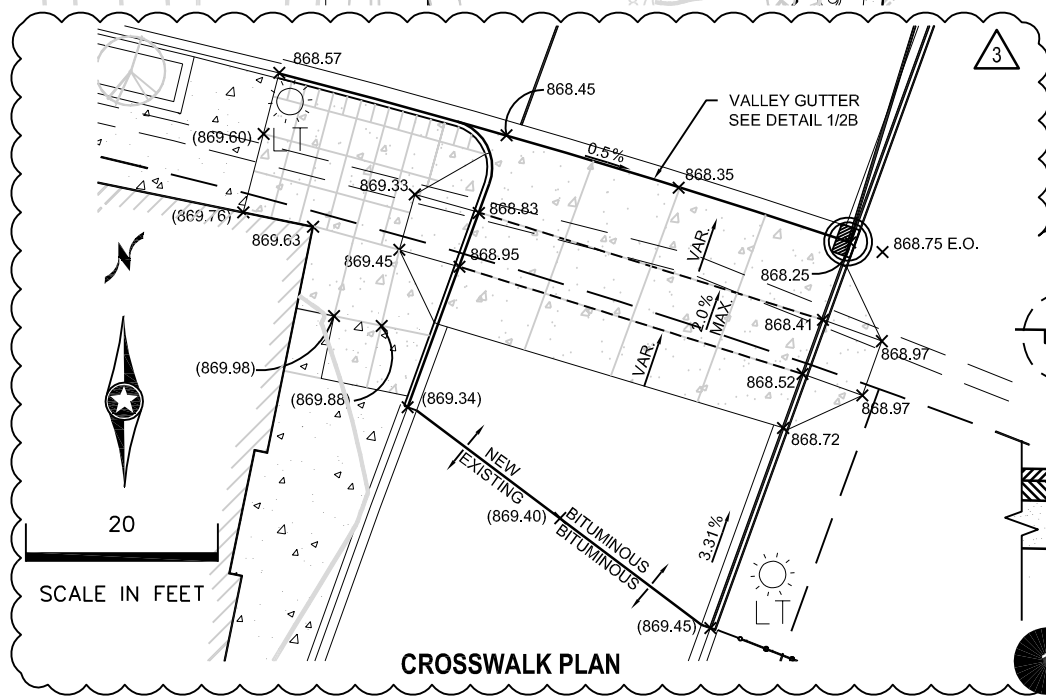 868.57
3
868.45
VALLEY GUTTER
SEE DETAIL 1/2B
(869.60)
LT
0.5%
868.35
869.33
(869.76)
868.83
869.63
VAR.
868.75 E.O.
869.45
868.95
868.25
2.0%
MAX.
868.41
868.97
VAR.
(869.98)
868.52
(869.88)
(869.34)
868.97
868.72
NEW
EXISTING
(869.40)
BITUMINOUS
BITUMINOUS
3.31%
20
SCALE IN FEET
LT
(869.45)
CROSSWALK PLAN